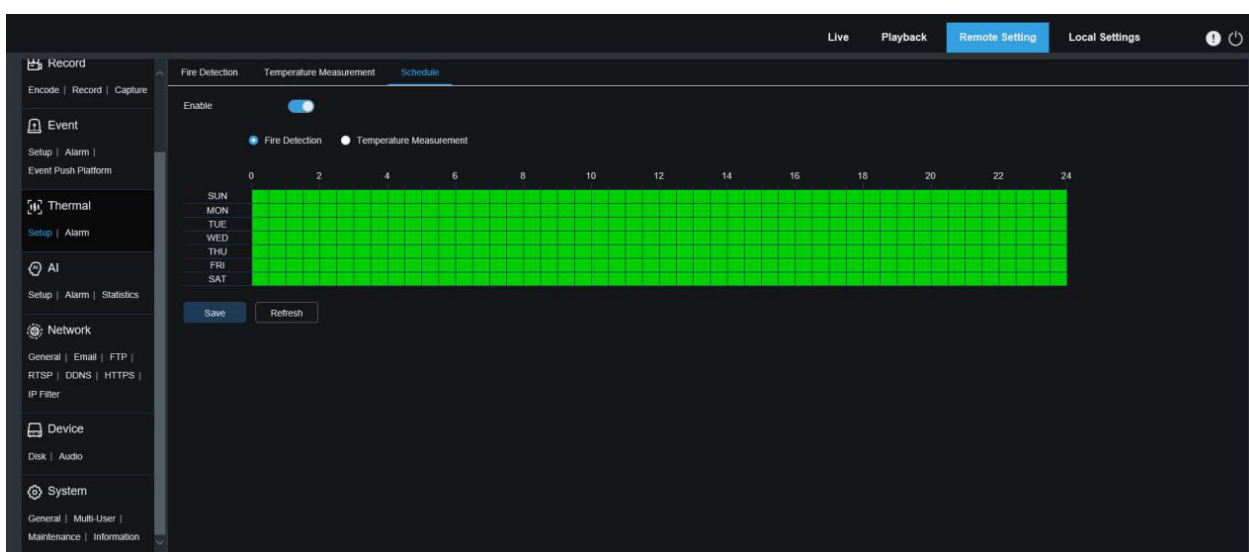 Live Playback Remote Setting Local Settings
Record
Encode | Record | Capture
Event
Setup | Alarm |
Event Push Platform
Thermal
Setup | Alarm
AI
Setup | Alarm | Statistics
Network
General | Email | FTP |
RTSP | DDNS | HTTPS |
IP Filter
Device
Disk | Audio
System
General | Multi-User |
Maintenance | Information
Fire Detection Temperature Measurement Schedule
Enable
Fire Detection Temperature Measurement
0 2 4 6 8 10 12 14 16 18 20 22 24
SUN
MON
TUE
WED
THU
FRI
SAT
Save Refresh